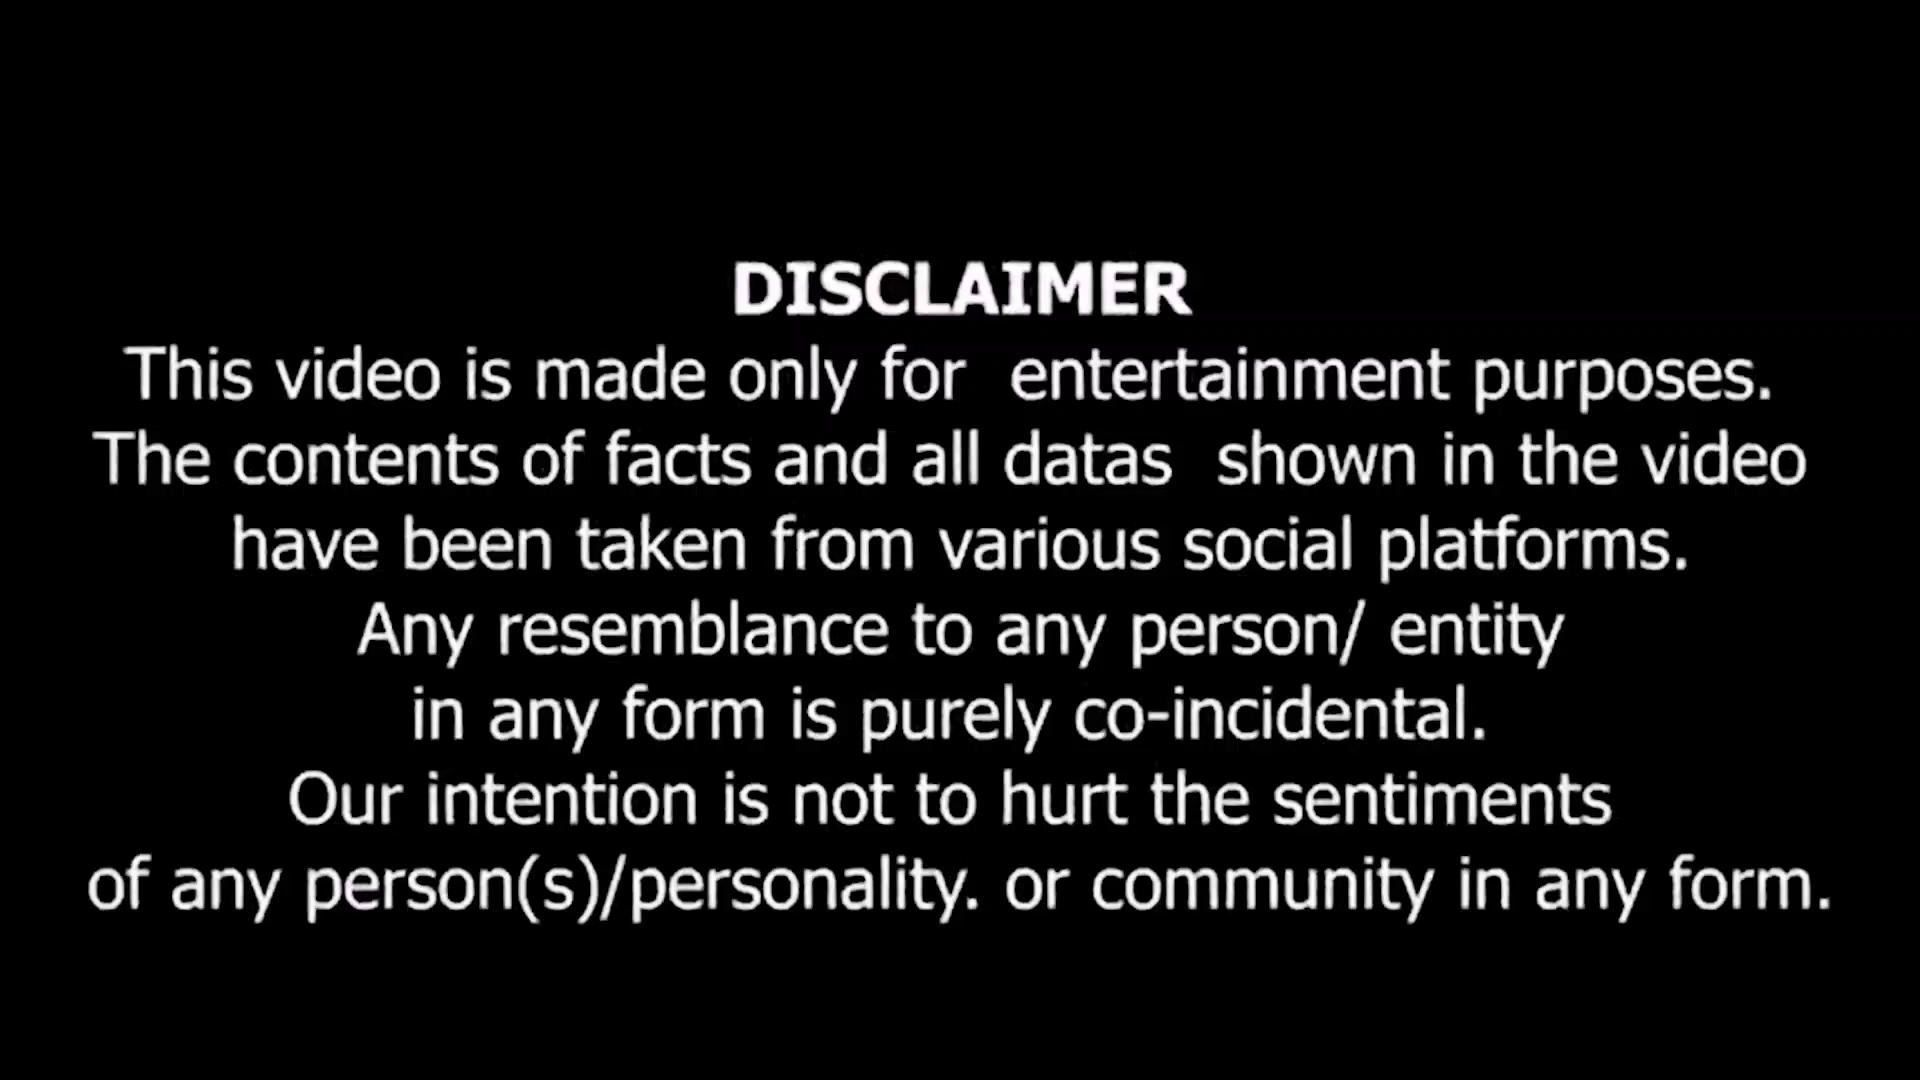 DISCLAIMER
This video is made only for entertainment purposes.
The contents of facts and all datas shown in the video
have been taken from various social platforms.
Any resemblance to any person/ entity
in any form is purely co-incidental.
Our intention is not to hurt the sentiments
of any person(s)/personality. or community in any form.